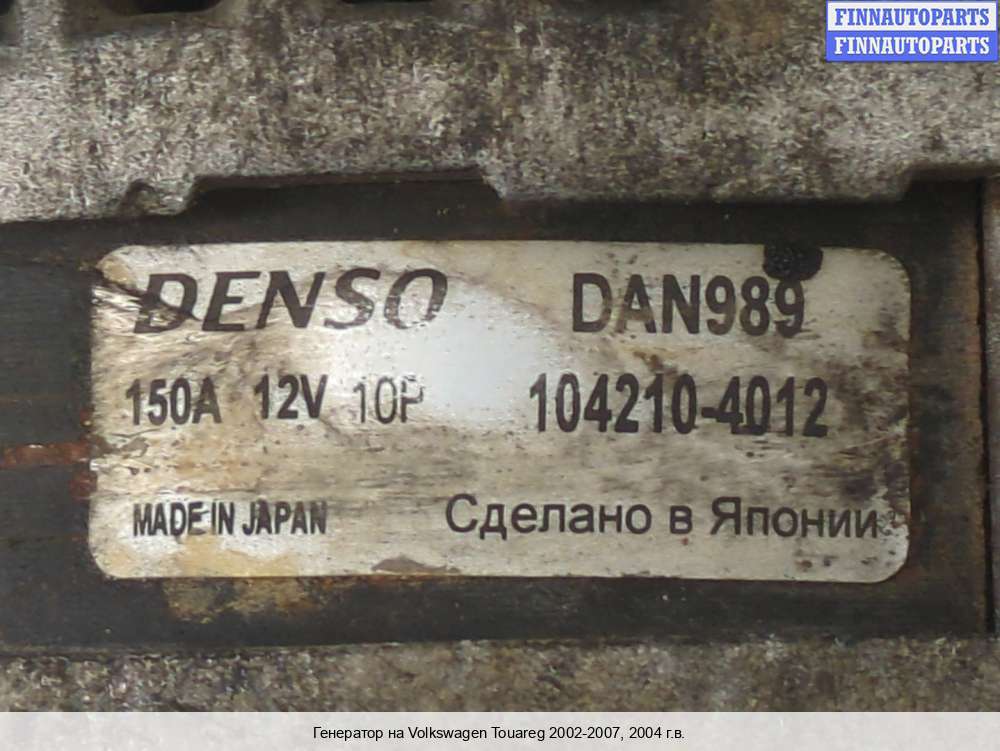 FINNAUTOPARTS
FINNAUTOPARTS
DENSO DAN989
150A 12V 10P 104210-4012
MADE IN JAPAN Сделано в Японии
Генератор на Volkswagen Touareg 2002-2007, 2004 г.в.